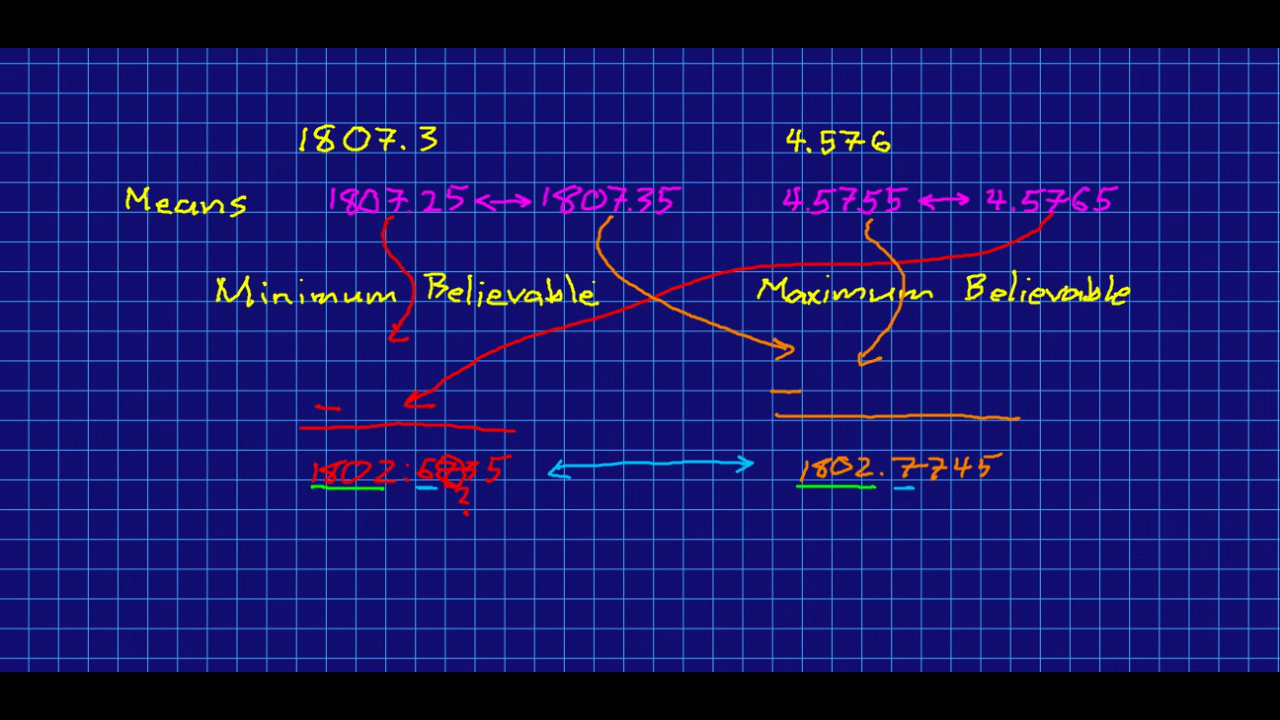 1807.3 4.576
Means 1807.25 ↔ 1807.35 4.5755 ↔ 4.5765
Minimum Believable Maximum Believable
− −
1802.7745
?